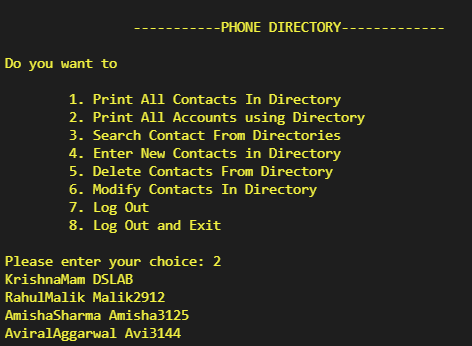 -----------PHONE DIRECTORY-------------
Do you want to
1. Print All Contacts In Directory
2. Print All Accounts using Directory
3. Search Contact From Directories
4. Enter New Contacts in Directory
5. Delete Contacts From Directory
6. Modify Contacts In Directory
7. Log Out
8. Log Out and Exit
Please enter your choice: 2
KrishnaMam DSLAB
RahulMalik Malik2912
AmishaSharma Amisha3125
AviralAggarwal Avi3144